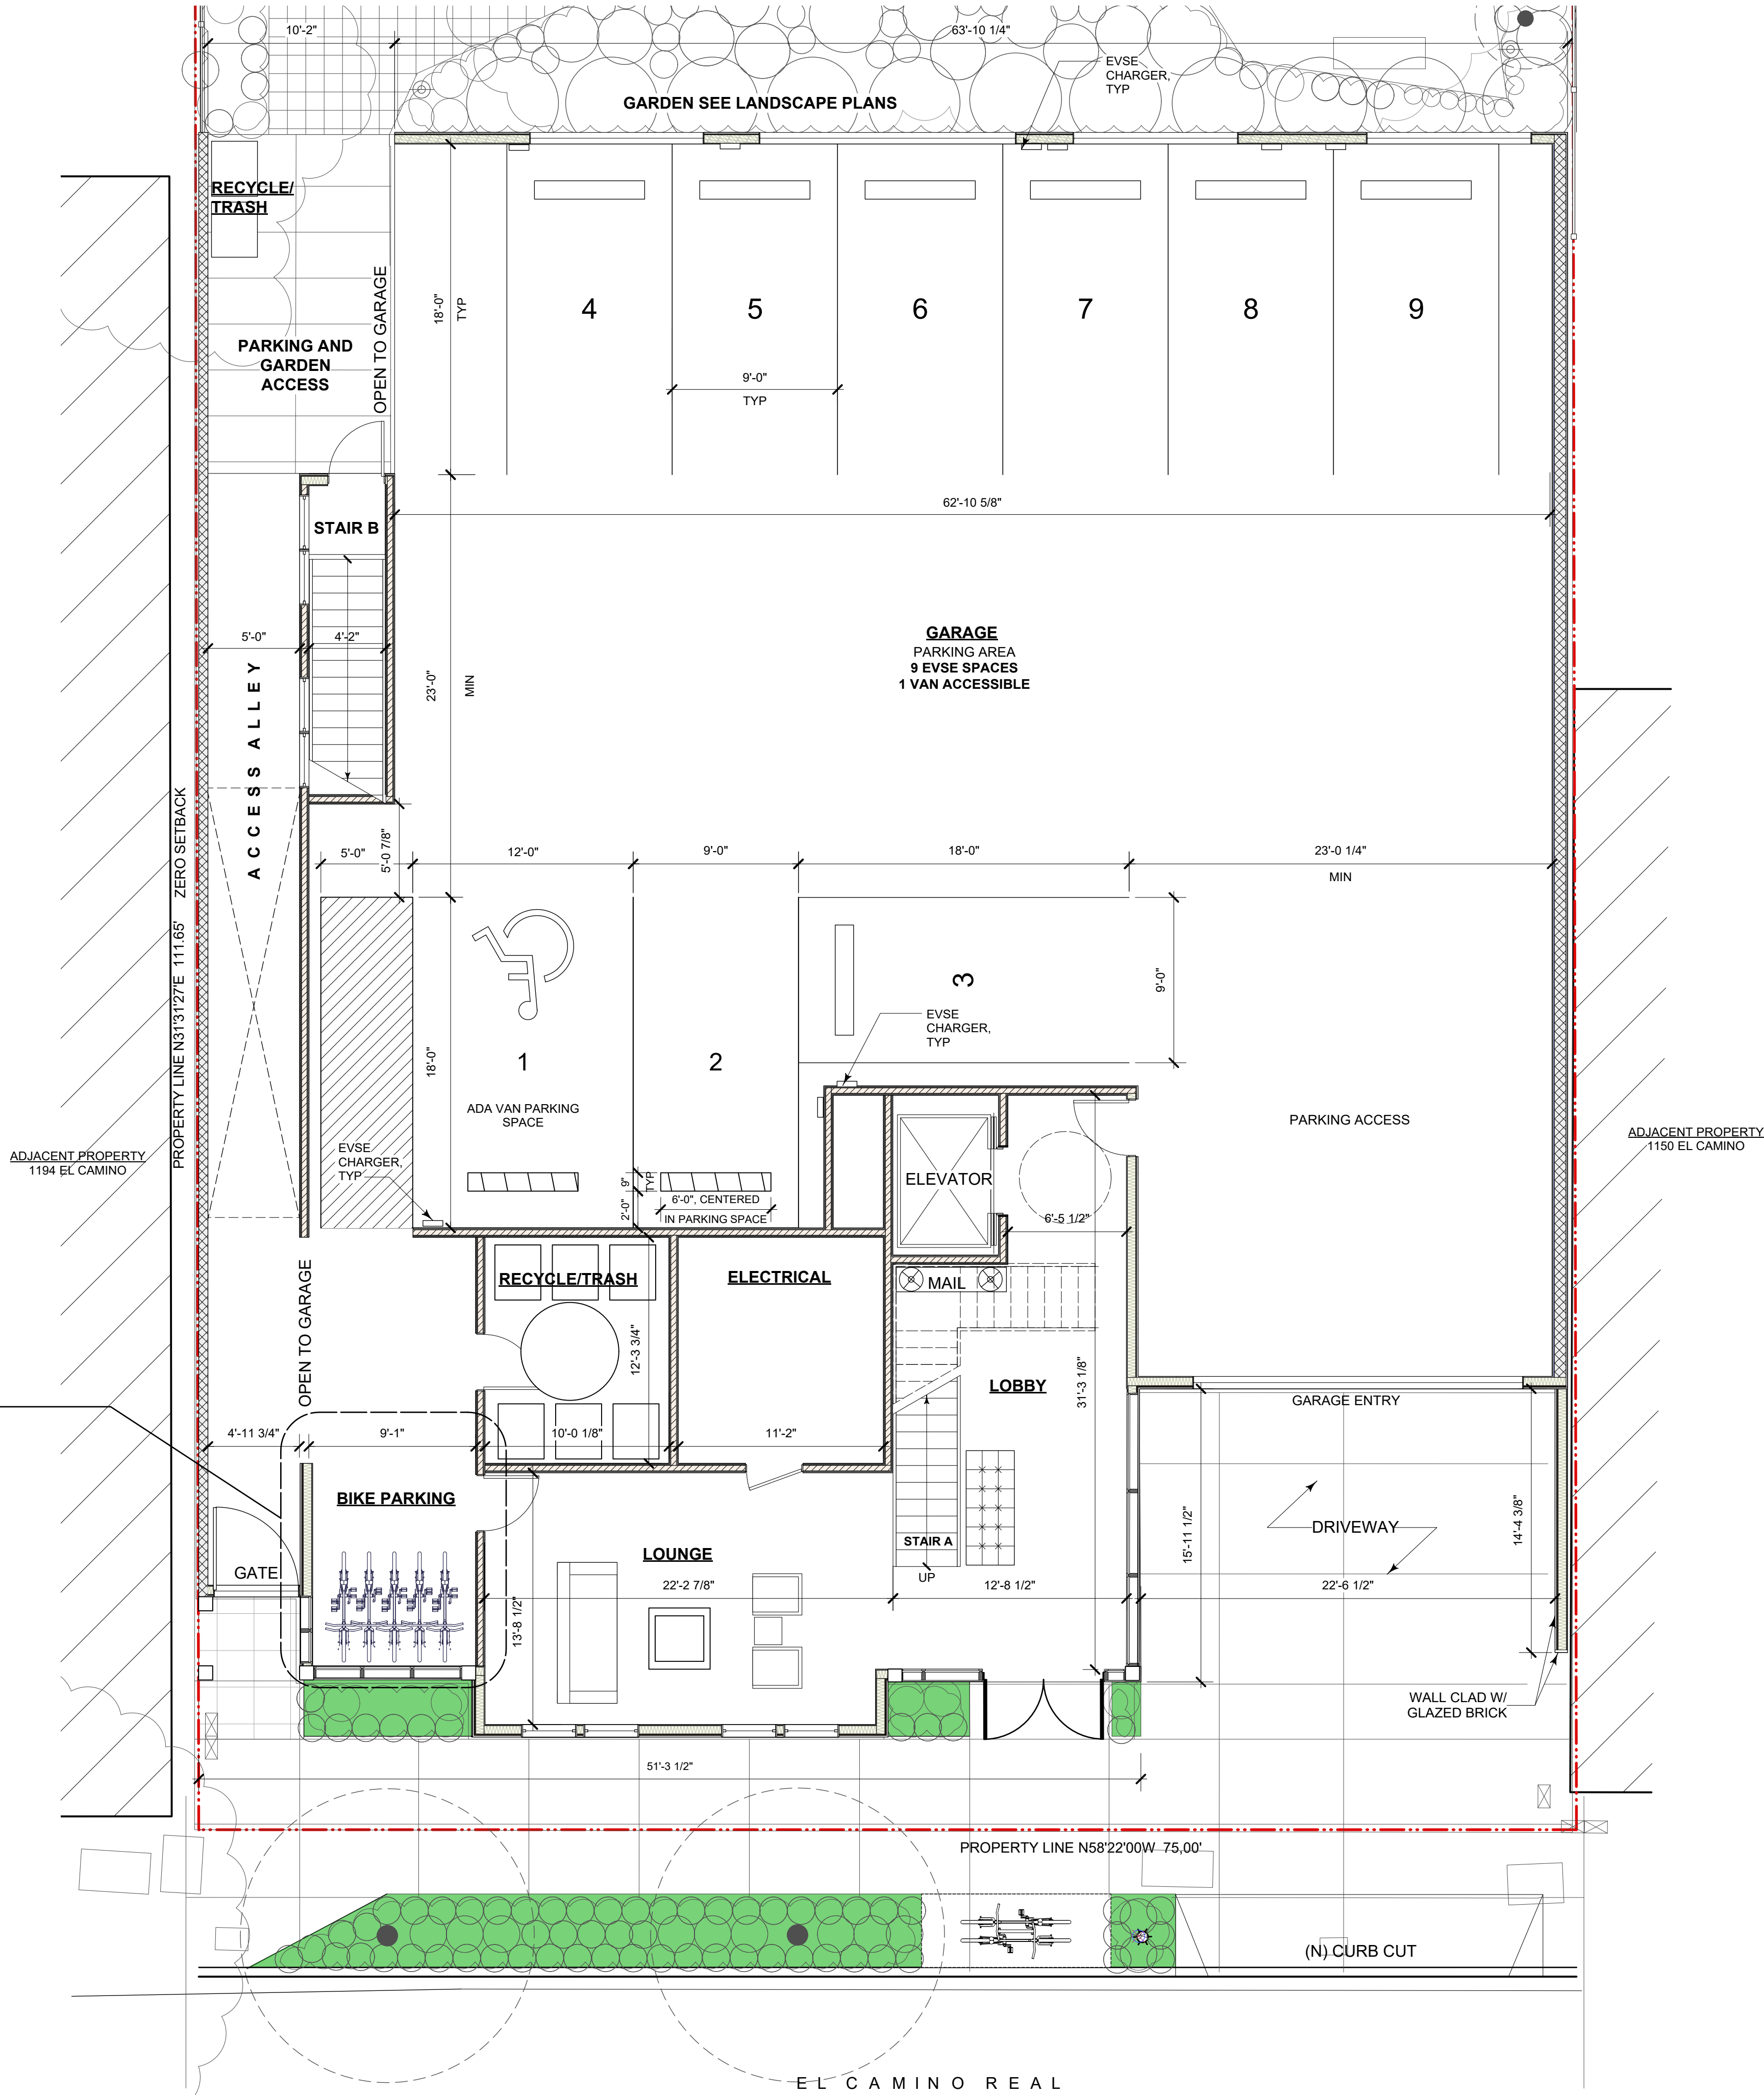 10'-2"
63'-10 1/4"
EVSE
CHARGER,
TYP
GARDEN SEE LANDSCAPE PLANS
RECYCLE/
TRASH
OPEN TO GARAGE
18'-0"
TYP
4
5
6
7
8
9
PARKING AND
GARDEN
ACCESS
9'-0"
TYP
62'-10 5/8"
STAIR B
5'-0"
4'-2"
ACCESS ALLEY
23'-0"
MIN
GARAGE
PARKING AREA
9 EVSE SPACES
1 VAN ACCESSIBLE
PROPERTY LINE N31'31'27'E 111.65' ZERO SETBACK
5'-0 7/8"
5'-0"
12'-0"
9'-0"
18'-0"
23'-0 1/4"
MIN
3
9'-0"
EVSE
CHARGER,
TYP
18'-0"
1
2
ADA VAN PARKING
SPACE
PARKING ACCESS
ADJACENT PROPERTY
1194 EL CAMINO
ADJACENT PROPERTY
1150 EL CAMINO
EVSE
CHARGER,
TYP
9"
TYP
2'-0"
6'-0", CENTERED
IN PARKING SPACE
ELEVATOR
6'-5 1/2"
RECYCLE/TRASH
ELECTRICAL
MAIL
OPEN TO GARAGE
12'-3 3/4"
LOBBY
31'-3 1/8"
GARAGE ENTRY
4'-11 3/4"
9'-1"
10'-0 1/8"
11'-2"
BIKE PARKING
GATE
LOUNGE
22'-2 7/8"
13'-8 1/2"
STAIR A
UP
12'-8 1/2"
15'-11 1/2"
DRIVEWAY
14'-4 3/8"
22'-6 1/2"
WALL CLAD W/
GLAZED BRICK
51'-3 1/2"
PROPERTY LINE N58'22'00W 75,00'
(N) CURB CUT
EL CAMINO REAL